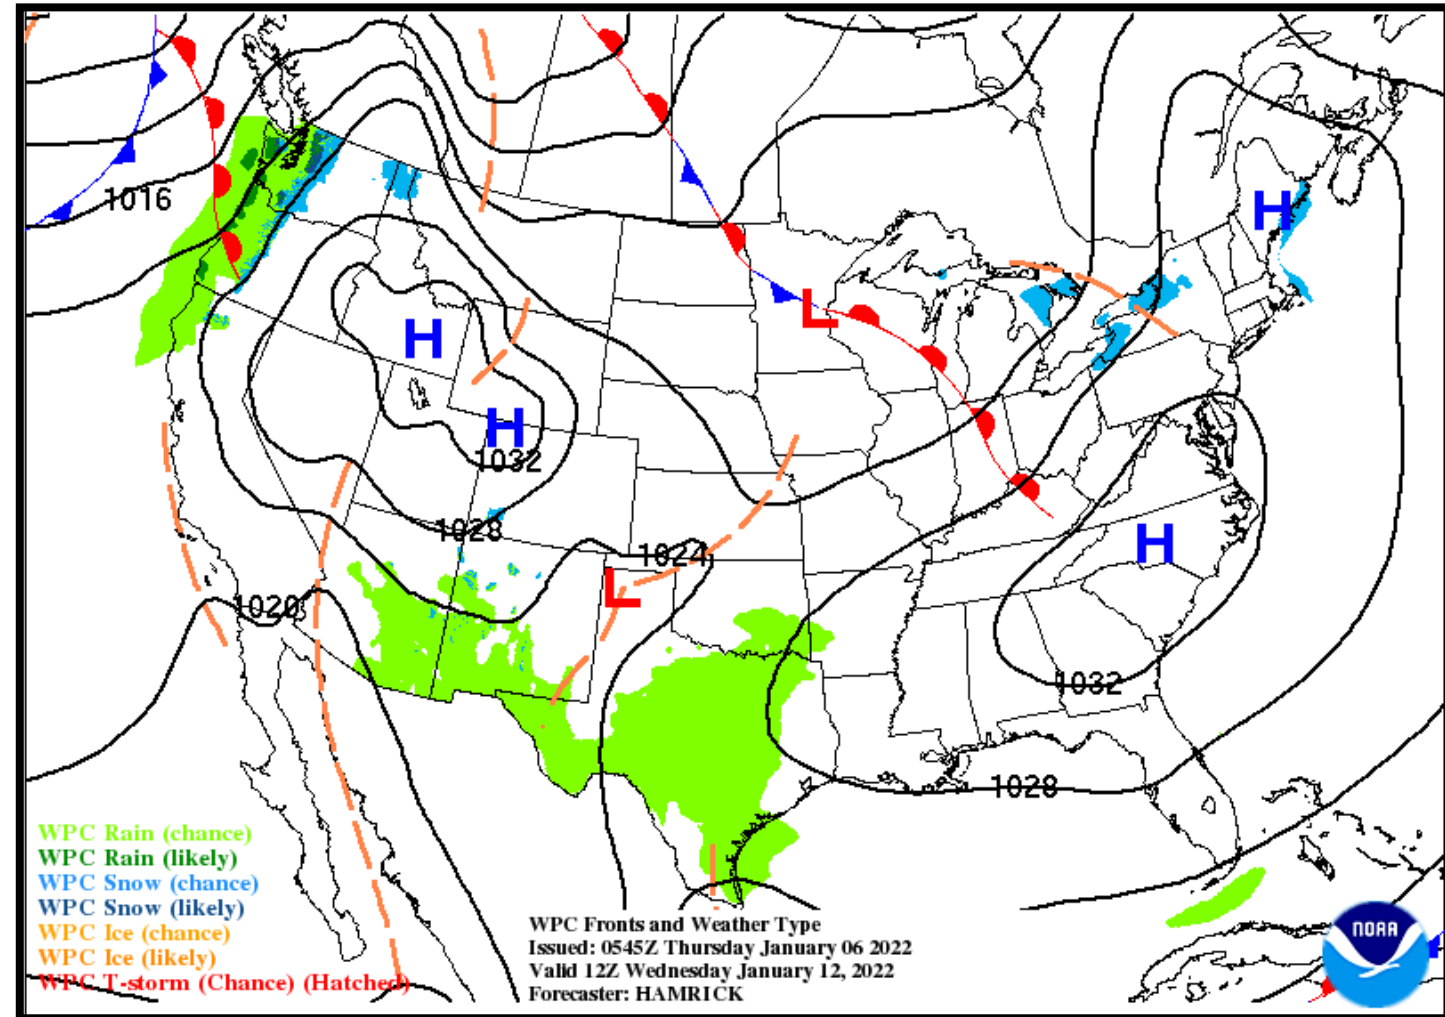 1016
H
L
H
H
1032
1028
1024
H
L
1020
1032
1028
WPC Rain (chance)
WPC Rain (likely)
WPC Snow (chance)
WPC Snow (likely)
WPC Ice (chance)
WPC Ice (likely)
WPC T-storm (Chance) (Hatched)
WPC Fronts and Weather Type
Issued: 0545Z Thursday January 06 2022
Valid 12Z Wednesday January 12, 2022
Forecaster: HAMRICK
NOAA